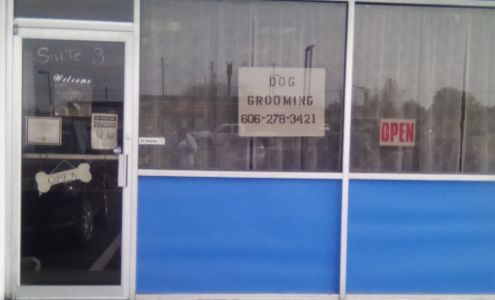 Suite 3
Welcome
OPEN
DOG
GROOMING
606-278-3421
OPEN